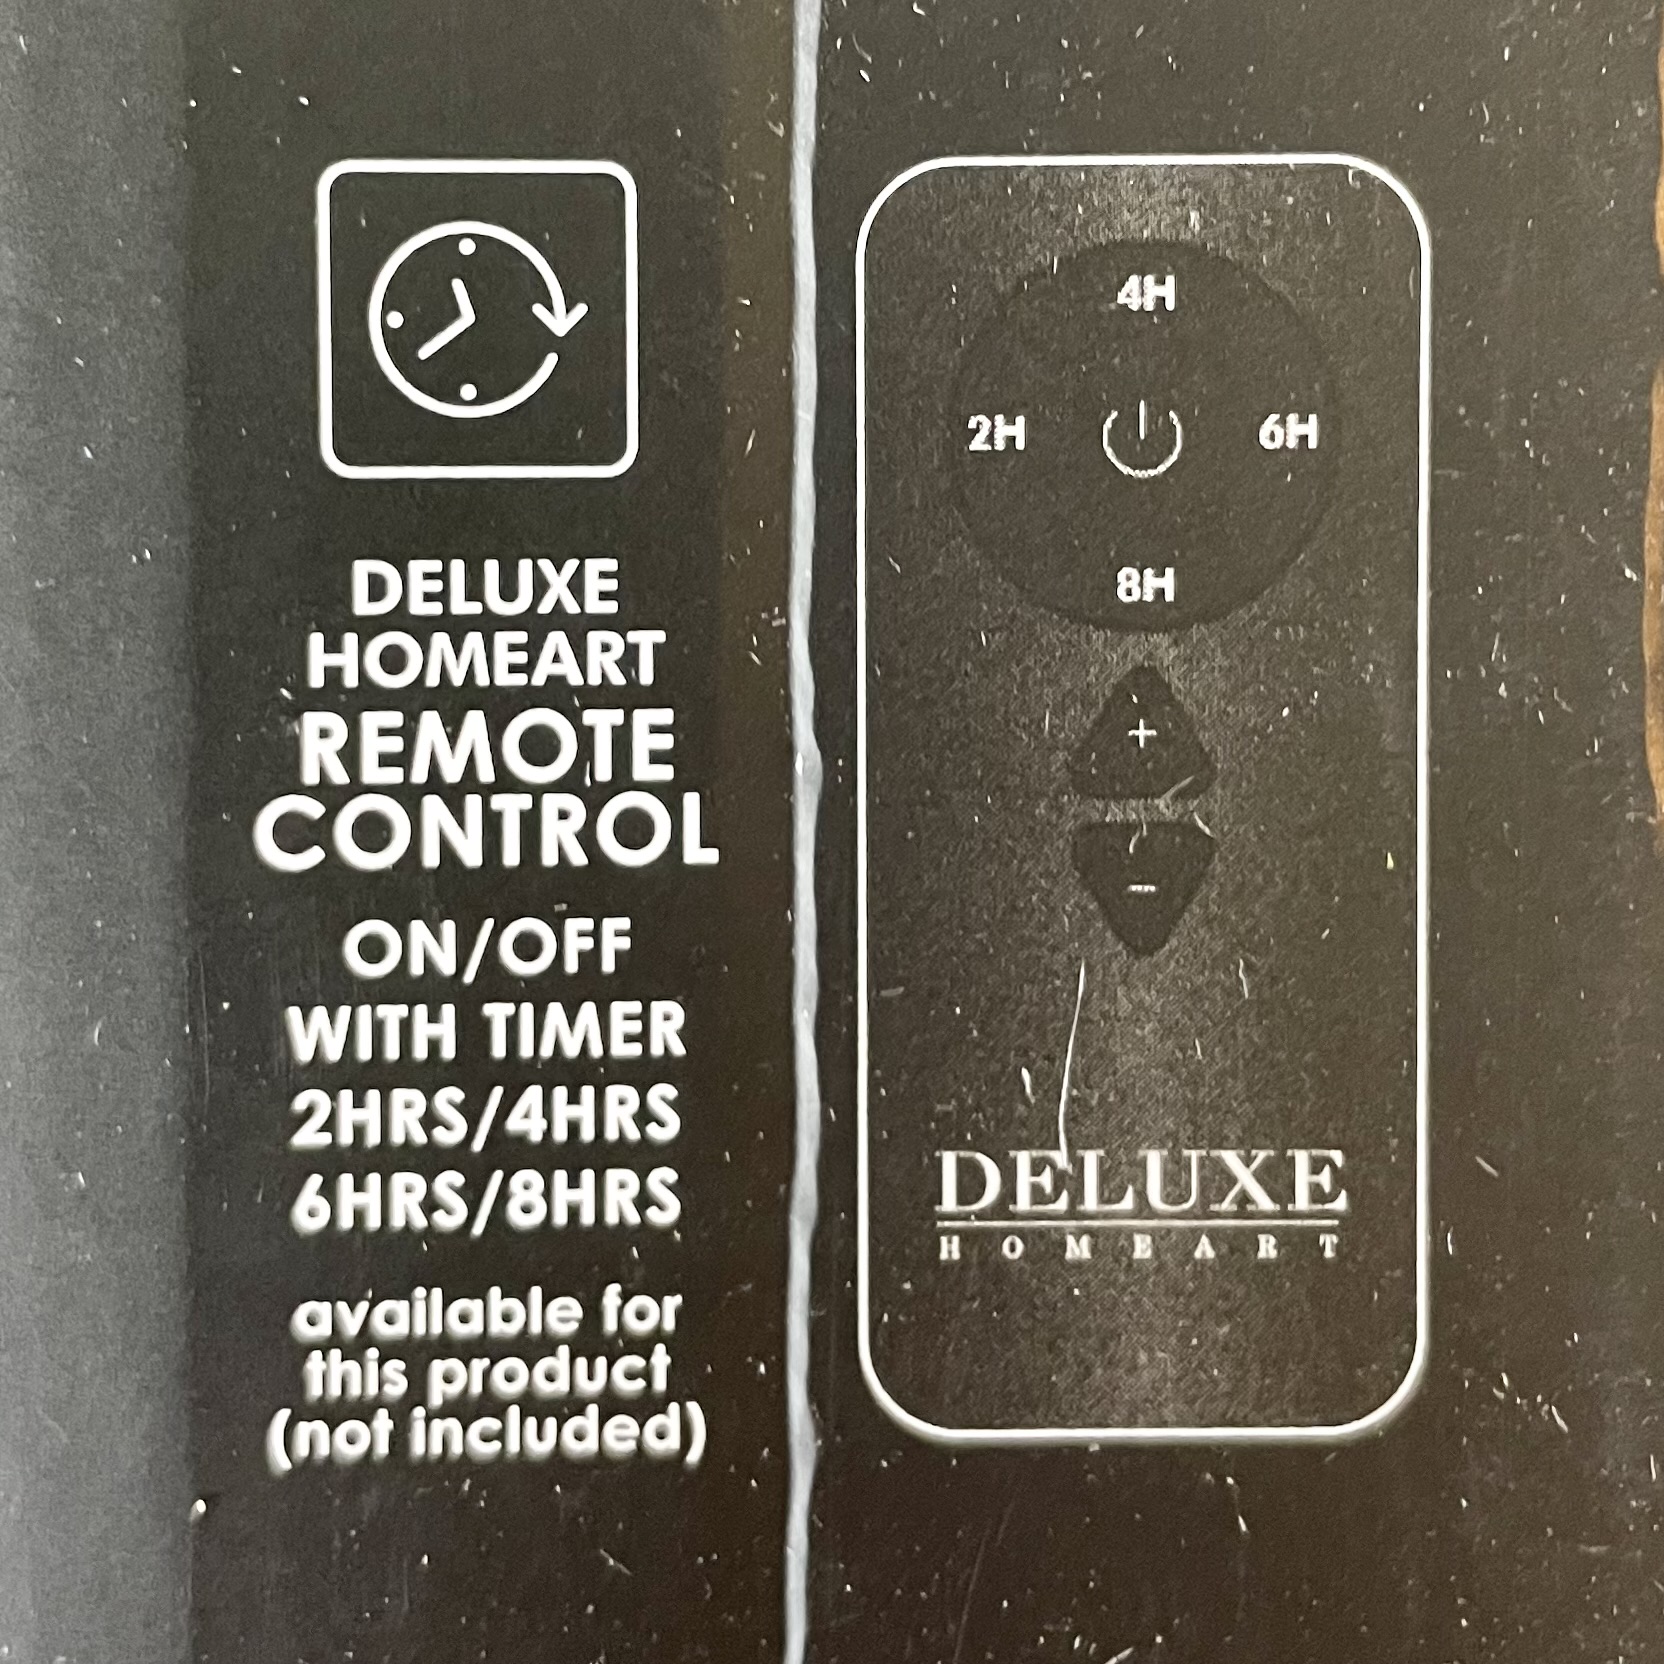 DELUXE
HOMEART
REMOTE
CONTROL
ON/OFF
WITH TIMER
2HRS/4HRS
6HRS/8HRS
available for
this product
(not included)
4H
2H 6H
8H
+
-
DELUXE
HOMEART